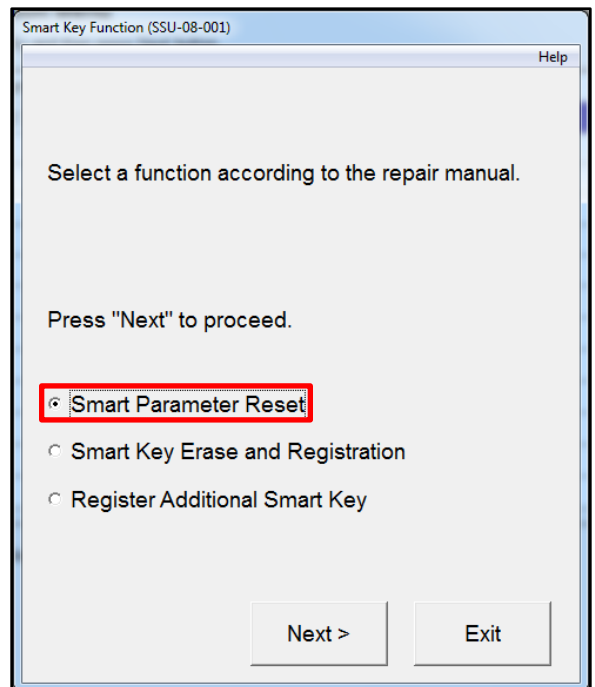 Smart Key Function (SSU-08-001)
Help
Select a function according to the repair manual.
Press "Next" to proceed.
Smart Parameter Reset
Smart Key Erase and Registration
Register Additional Smart Key
Next >
Exit